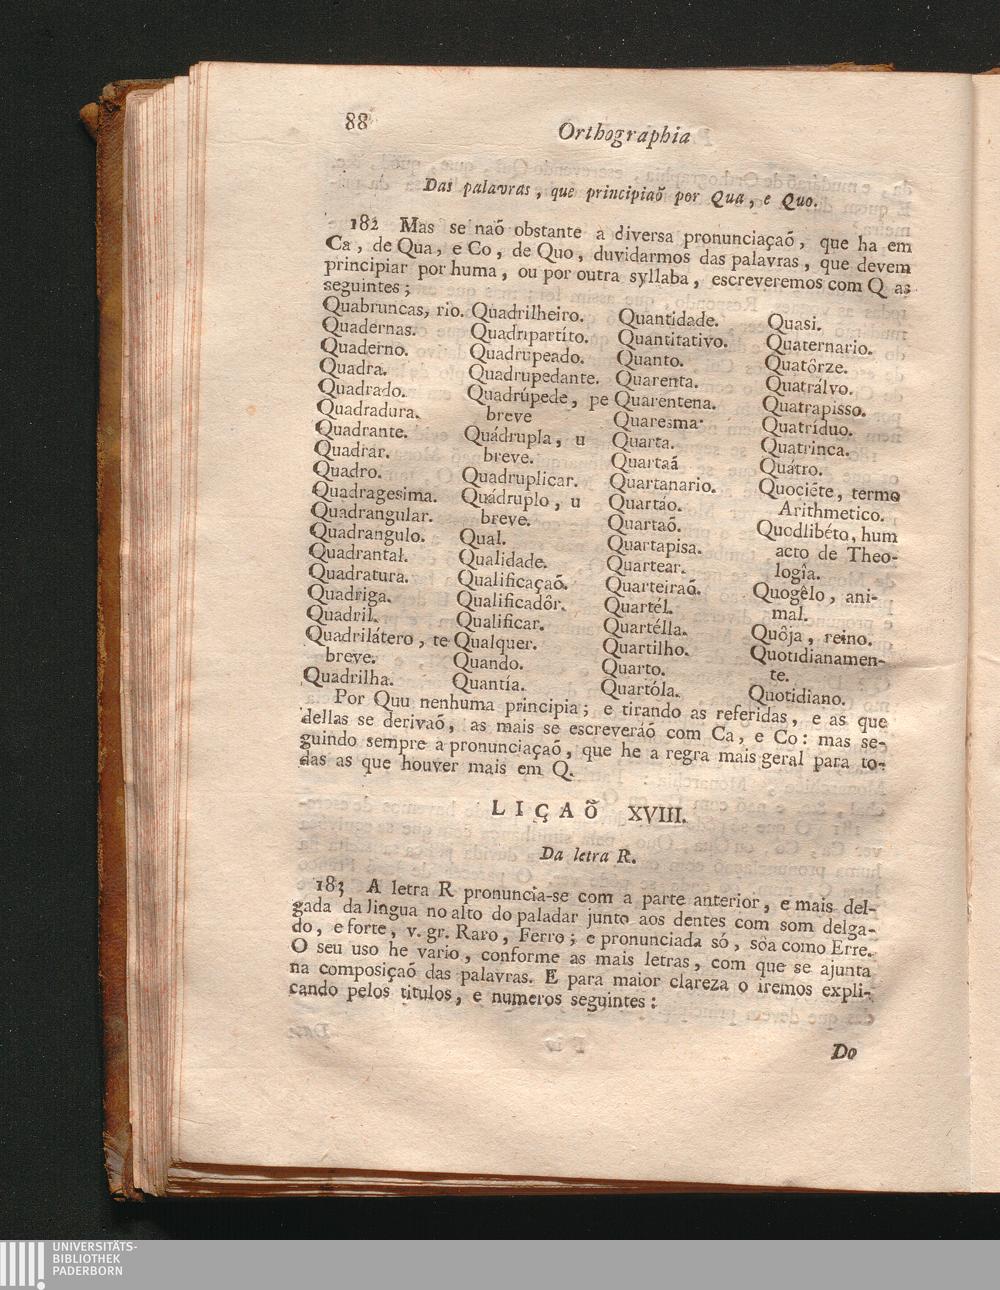 88
Orthographia
Das palavras, que principiaõ por Qua, e Quo.
182 Mas se naõ obstante a diversa pronunciaçaõ, que ha em
Ca, de Qua, e Co, de Quo, duvidarmos das palavras, que devem
principiar por huma, ou por outra syllaba, escreveremos com Q as
seguintes;
Quabruncas, rio.
Quadernas.
Quaderno.
Quadra.
Quadrado.
Quadradura.
Quadrante.
Quadrar.
Quadro.
Quadragesima.
Quadrangular.
Quadrangulo.
Quadrantal.
Quadratura.
Quadriga.
Quadril.
Quadrilátero, te
breve.
Quadrilha.
Quadrilheiro.
Quadripartíto.
Quadrupeado.
Quadrupedante.
Quadrúpede, pe
breve
Quádrupla, u
breve.
Quadruplicar.
Quádruplo, u
breve.
Qual.
Qualidade.
Qualificaçaõ.
Qualificadôr.
Qualificar.
Qualquer.
Quando.
Quantía.
Quantidade.
Quantitativo.
Quanto.
Quarenta.
Quarentena.
Quaresma.
Quarta.
Quartaã
Quartanario.
Quartáo.
Quartaõ.
Quartapisa.
Quartear.
Quarteiraõ.
Quartél.
Quartélla.
Quartilho.
Quarto.
Quartóla.
Quasi.
Quaternario.
Quatôrze.
Quatrálvo.
Quatrapisso.
Quatríduo.
Quatrinca.
Quátro.
Quociéte, termo
Arithmetico.
Quodlibéto, hum
acto de Theo-
logîa.
Quogêlo, ani-
mal.
Quôja, reino.
Quotidianamen-
te.
Quotidiano.
Por Quu nenhuma principia; e tirando as referidas, e as que
dellas se derivaõ, as mais se escreveráõ com Ca, e Co: mas se-
guindo sempre a pronunciaçaõ, que he a regra mais geral para to-
das as que houver mais em Q.
LIÇAÕ XVIII.
Da letra R.
183 A letra R pronuncia-se com a parte anterior, e mais del-
gada da lingua no alto do paladar junto aos dentes com som delga-
do, e forte, v. gr. Raro, Ferro; e pronunciada só, sôa como Erre.
O seu uso he vario, conforme as mais letras, com que se ajunta
na composiçaõ das palavras. E para maior clareza o iremos expli-
cando pelos titulos, e numeros seguintes:
Do
UNIVERSITÄTS-
BIBLIOTHEK
PADERBORN